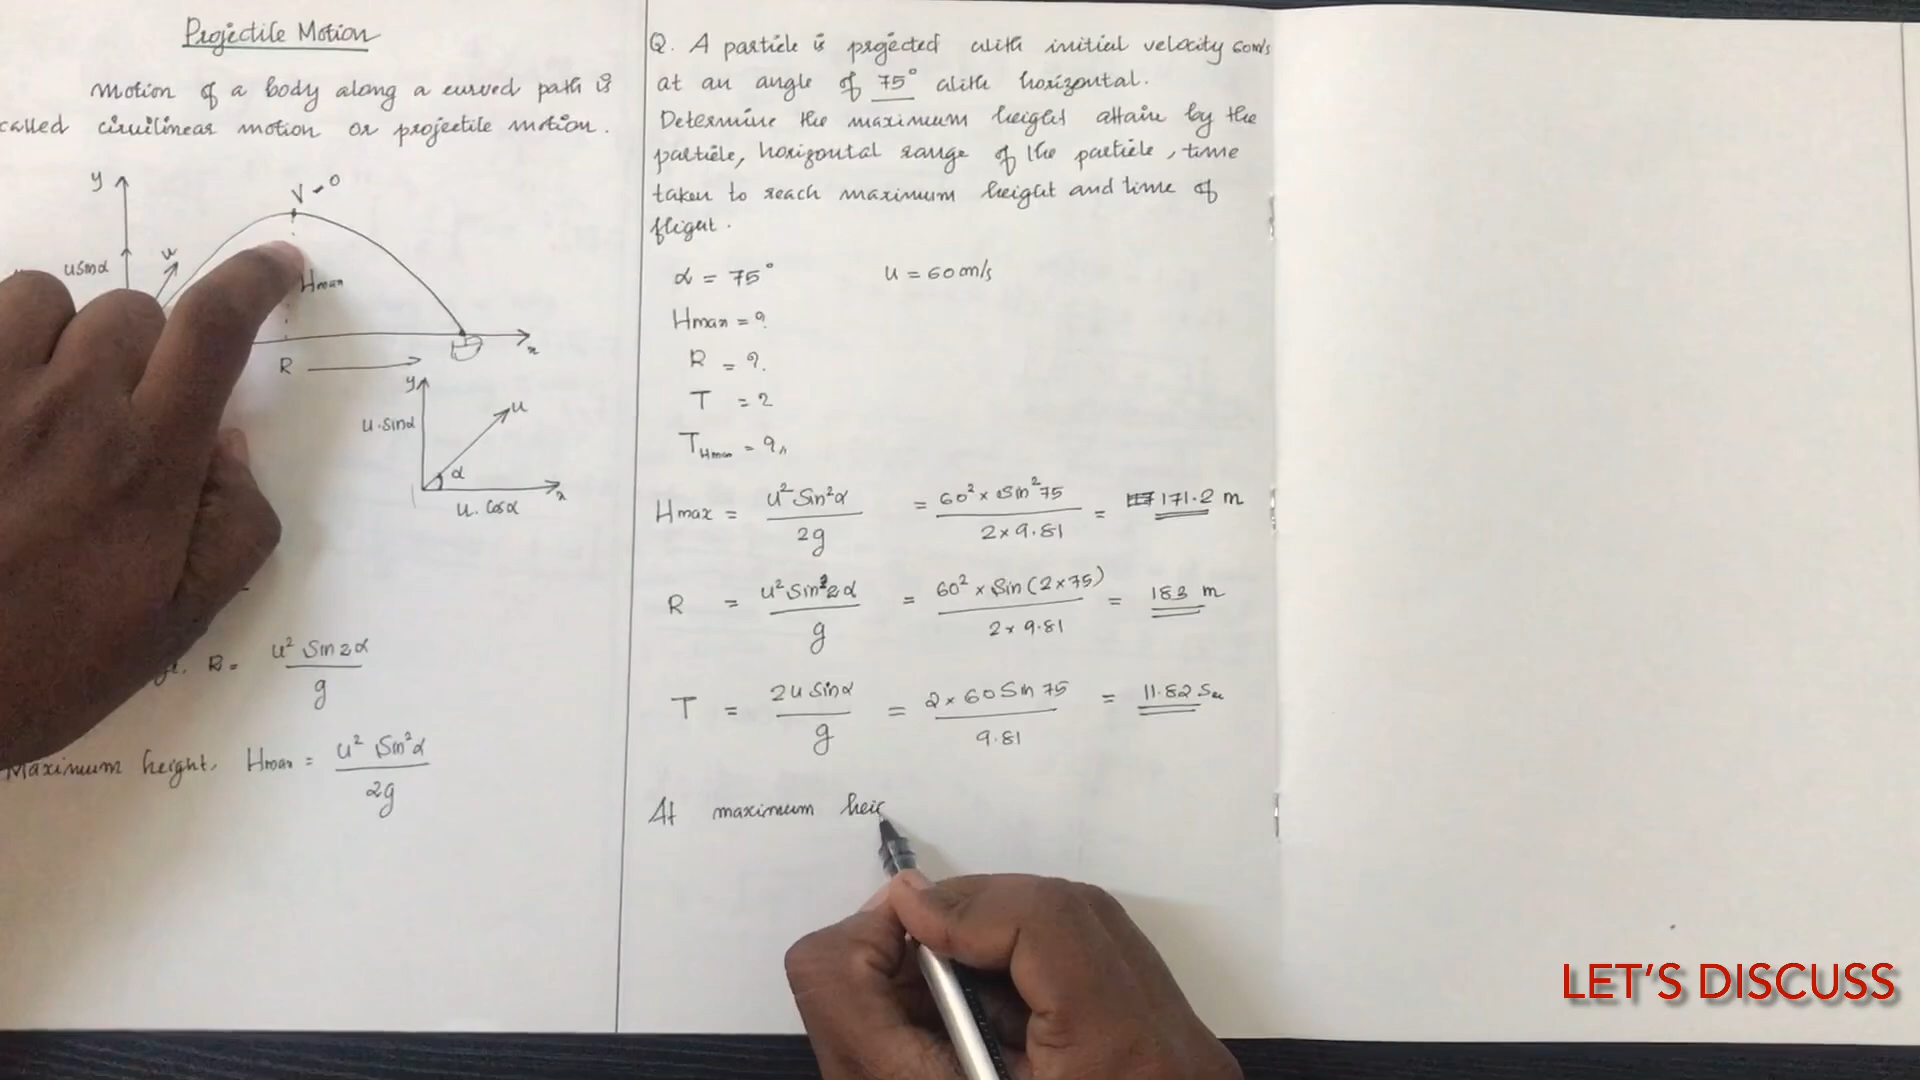 Projectile Motion
Motion of a body along a curved path is
called ciruilinear motion or projectile motion.
y
V = 0
usinα
u
Hmax
x
R
y
u.sinα
u
α
x
u.cosα
R = u² Sin2α / g
Maximum height, Hmax = u² Sin²α / 2g
Q. A particle is projected with initial velocity 60m/s
at an angle of 75° with horizontal.
Determine the maximum height attain by the
particle, horizontal range of the particle, time
taken to reach maximum height and time of
flight.
α = 75° u = 60m/s
Hmax = ?
R = ?
T = ?
THmax = ?
Hmax = u² Sin²α / 2g = 60² × Sin²75 / 2×9.81 = 171.2 m
R = u² Sin2α / g = 60² × Sin(2×75) / 2×9.81 = 183 m
T = 2u Sinα / g = 2×60 Sin 75 / 9.81 = 11.82 Sec
At maximum heig
LET'S DISCUSS